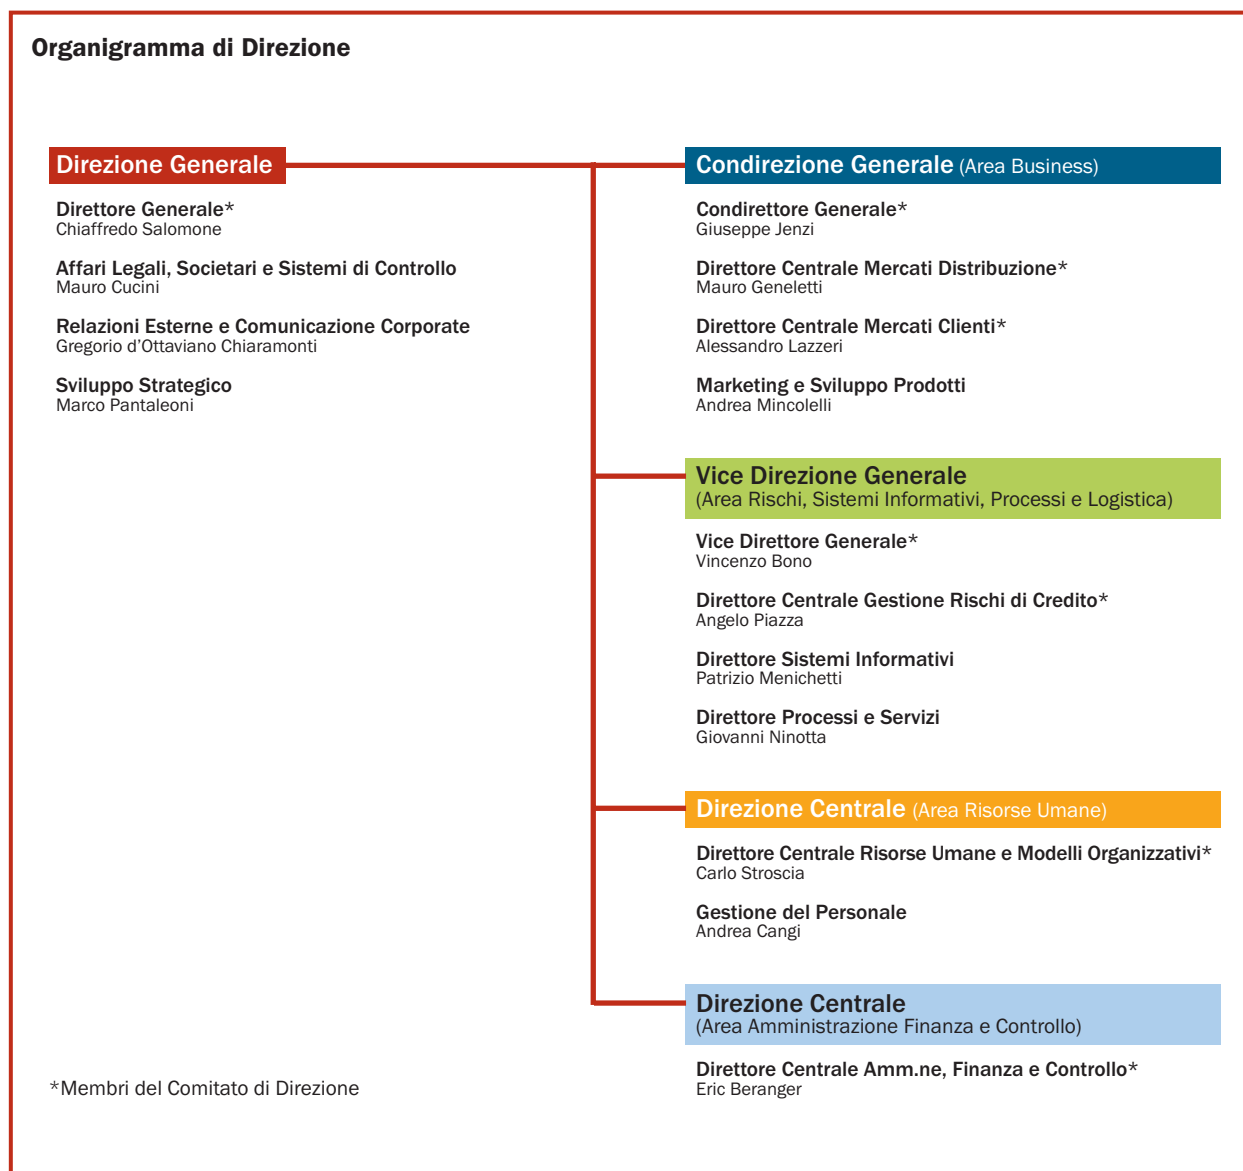 Organigramma di Direzione
Direzione Generale
Direttore Generale*
Chiaffredo Salomone
Affari Legali, Societari e Sistemi di Controllo
Mauro Cucini
Relazioni Esterne e Comunicazione Corporate
Gregorio d’Ottaviano Chiaramonti
Sviluppo Strategico
Marco Pantaleoni
Condirezione Generale (Area Business)
Condirettore Generale*
Giuseppe Jenzi
Direttore Centrale Mercati Distribuzione*
Mauro Geneletti
Direttore Centrale Mercati Clienti*
Alessandro Lazzeri
Marketing e Sviluppo Prodotti
Andrea Mincolelli
Vice Direzione Generale
(Area Rischi, Sistemi Informativi, Processi e Logistica)
Vice Direttore Generale*
Vincenzo Bono
Direttore Centrale Gestione Rischi di Credito*
Angelo Piazza
Direttore Sistemi Informativi
Patrizio Menichetti
Direttore Processi e Servizi
Giovanni Ninotta
Direzione Centrale (Area Risorse Umane)
Direttore Centrale Risorse Umane e Modelli Organizzativi*
Carlo Stroscia
Gestione del Personale
Andrea Cangi
Direzione Centrale
(Area Amministrazione Finanza e Controllo)
Direttore Centrale Amm.ne, Finanza e Controllo*
Eric Beranger
*Membri del Comitato di Direzione